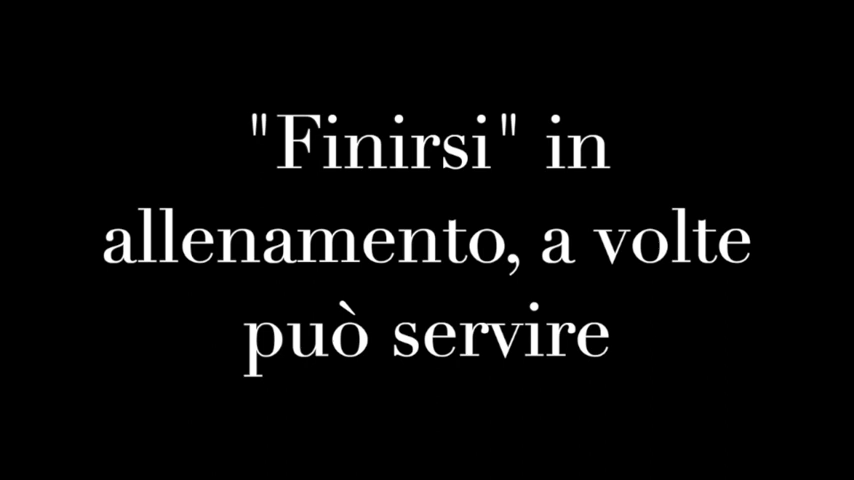 "Finirsi" in
allenamento, a volte
può servire